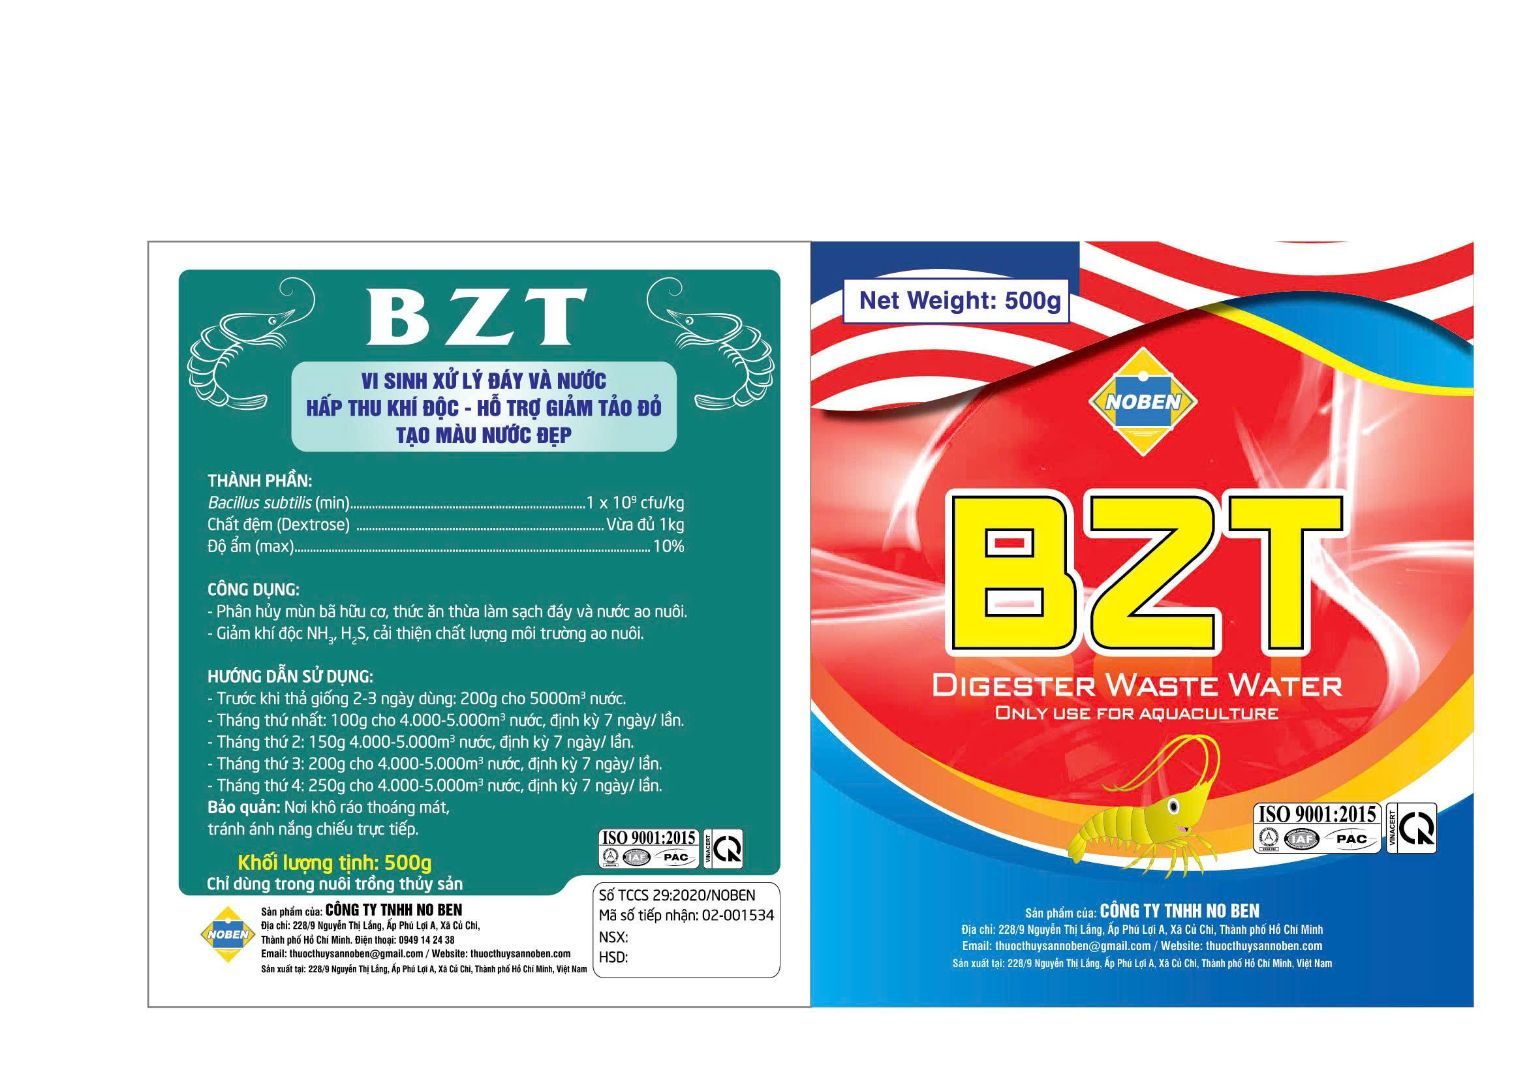 BZT
VI SINH XỬ LÝ ĐÁY VÀ NƯỚC
HẤP THU KHÍ ĐỘC - HỖ TRỢ GIẢM TẢO ĐỎ
TẠO MÀU NƯỚC ĐẸP
THÀNH PHẦN:
Bacillus subtilis (min)....................1 x 10⁹ cfu/kg
Chất đệm (Dextrose) ....................Vừa đủ 1kg
Độ ẩm (max)....................10%
CÔNG DỤNG:
- Phân hủy mùn bã hữu cơ, thức ăn thừa làm sạch đáy và nước ao nuôi.
- Giảm khí độc NH₃, H₂S, cải thiện chất lượng môi trường ao nuôi.
HƯỚNG DẪN SỬ DỤNG:
- Trước khi thả giống 2-3 ngày dùng: 200g cho 5000m³ nước.
- Tháng thứ nhất: 100g cho 4.000-5.000m³ nước, định kỳ 7 ngày/ lần.
- Tháng thứ 2: 150g 4.000-5.000m³ nước, định kỳ 7 ngày/ lần.
- Tháng thứ 3: 200g cho 4.000-5.000m³ nước, định kỳ 7 ngày/ lần.
- Tháng thứ 4: 250g cho 4.000-5.000m³ nước, định kỳ 7 ngày/ lần.
Bảo quản: Nơi khô ráo thoáng mát,
tránh ánh nắng chiếu trực tiếp.
Khối lượng tịnh: 500g
Chỉ dùng trong nuôi trồng thủy sản
ISO 9001:2015
IAF
PAC
VINACERT
NOBEN
Sản phẩm của: CÔNG TY TNHH NO BEN
Địa chỉ: 228/9 Nguyễn Thị Lắng, Ấp Phú Lợi A, Xã Củ Chi,
Thành phố Hồ Chí Minh. Điện thoại: 0949 14 24 38
Email: thuocthuysannoben@gmail.com / Website: thuocthuysannoben.com
Sản xuất tại: 228/9 Nguyễn Thị Lắng, Ấp Phú Lợi A, Xã Củ Chi, Thành phố Hồ Chí Minh, Việt Nam
Số TCCS 29:2020/NOBEN
Mã số tiếp nhận: 02-001534
NSX:
HSD:
Net Weight: 500g
NOBEN
BZT
DIGESTER WASTE WATER
ONLY USE FOR AQUACULTURE
ISO 9001:2015
IAF
PAC
VINACERT
Sản phẩm của: CÔNG TY TNHH NO BEN
Địa chỉ: 228/9 Nguyễn Thị Lắng, Ấp Phú Lợi A, Xã Củ Chi, Thành phố Hồ Chí Minh
Email: thuocthuysannoben@gmail.com / Website: thuocthuysannoben.com
Sản xuất tại: 228/9 Nguyễn Thị Lắng, Ấp Phú Lợi A, Xã Củ Chi, Thành phố Hồ Chí Minh, Việt Nam